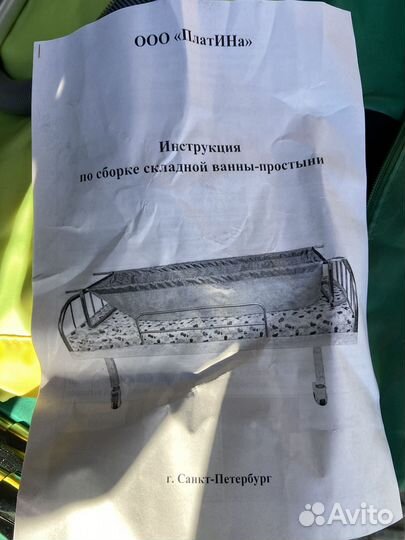 ООО «ПлатИНа»
Инструкция
по сборке складной ванны-простыни
г. Санкт-Петербург
Avito